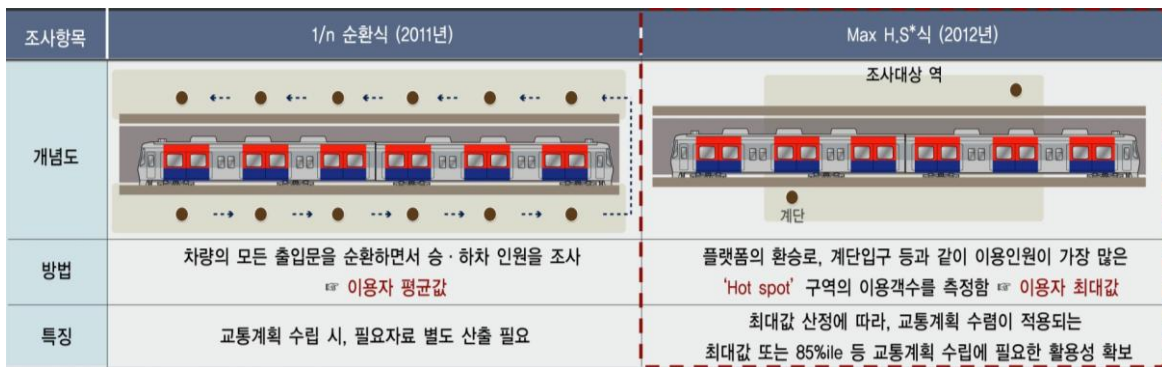 조사항목
1/n 순환식 (2011년)
Max H.S*식 (2012년)
개념도
조사대상 역
계단
방법
차량의 모든 출입문을 순환하면서 승·하차 인원을 조사
☞ 이용자 평균값
플랫폼의 환승로, 계단입구 등과 같이 이용인원이 가장 많은
'Hot spot' 구역의 이용객수를 측정함 ☞ 이용자 최대값
특징
교통계획 수립 시, 필요자료 별도 산출 필요
최대값 산정에 따라, 교통계획 수렴이 적용되는
최대값 또는 85%ile 등 교통계획 수립에 필요한 활용성 확보